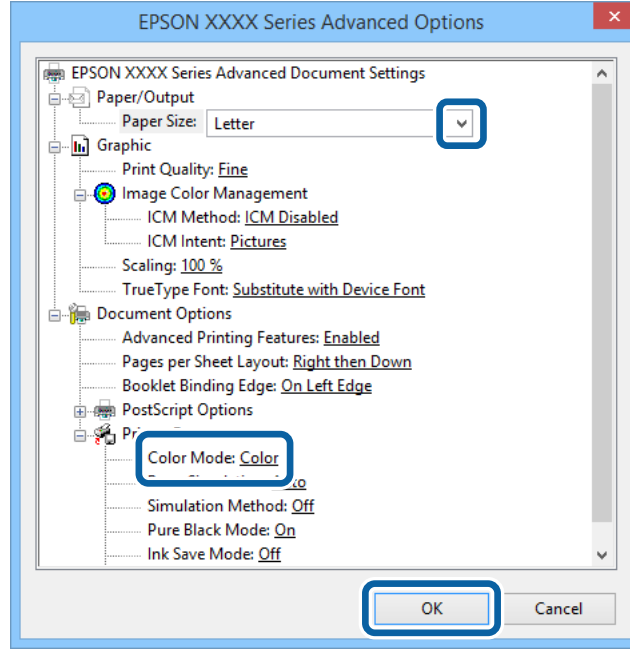 EPSON XXXX Series Advanced Options
EPSON XXXX Series Advanced Document Settings
Paper/Output
Paper Size: Letter
Graphic
Print Quality: Fine
Image Color Management
ICM Method: ICM Disabled
ICM Intent: Pictures
Scaling: 100 %
TrueType Font: Substitute with Device Font
Document Options
Advanced Printing Features: Enabled
Pages per Sheet Layout: Right then Down
Booklet Binding Edge: On Left Edge
PostScript Options
Color Mode: Color
Simulation Method: Off
Pure Black Mode: On
Ink Save Mode: Off
OK Cancel